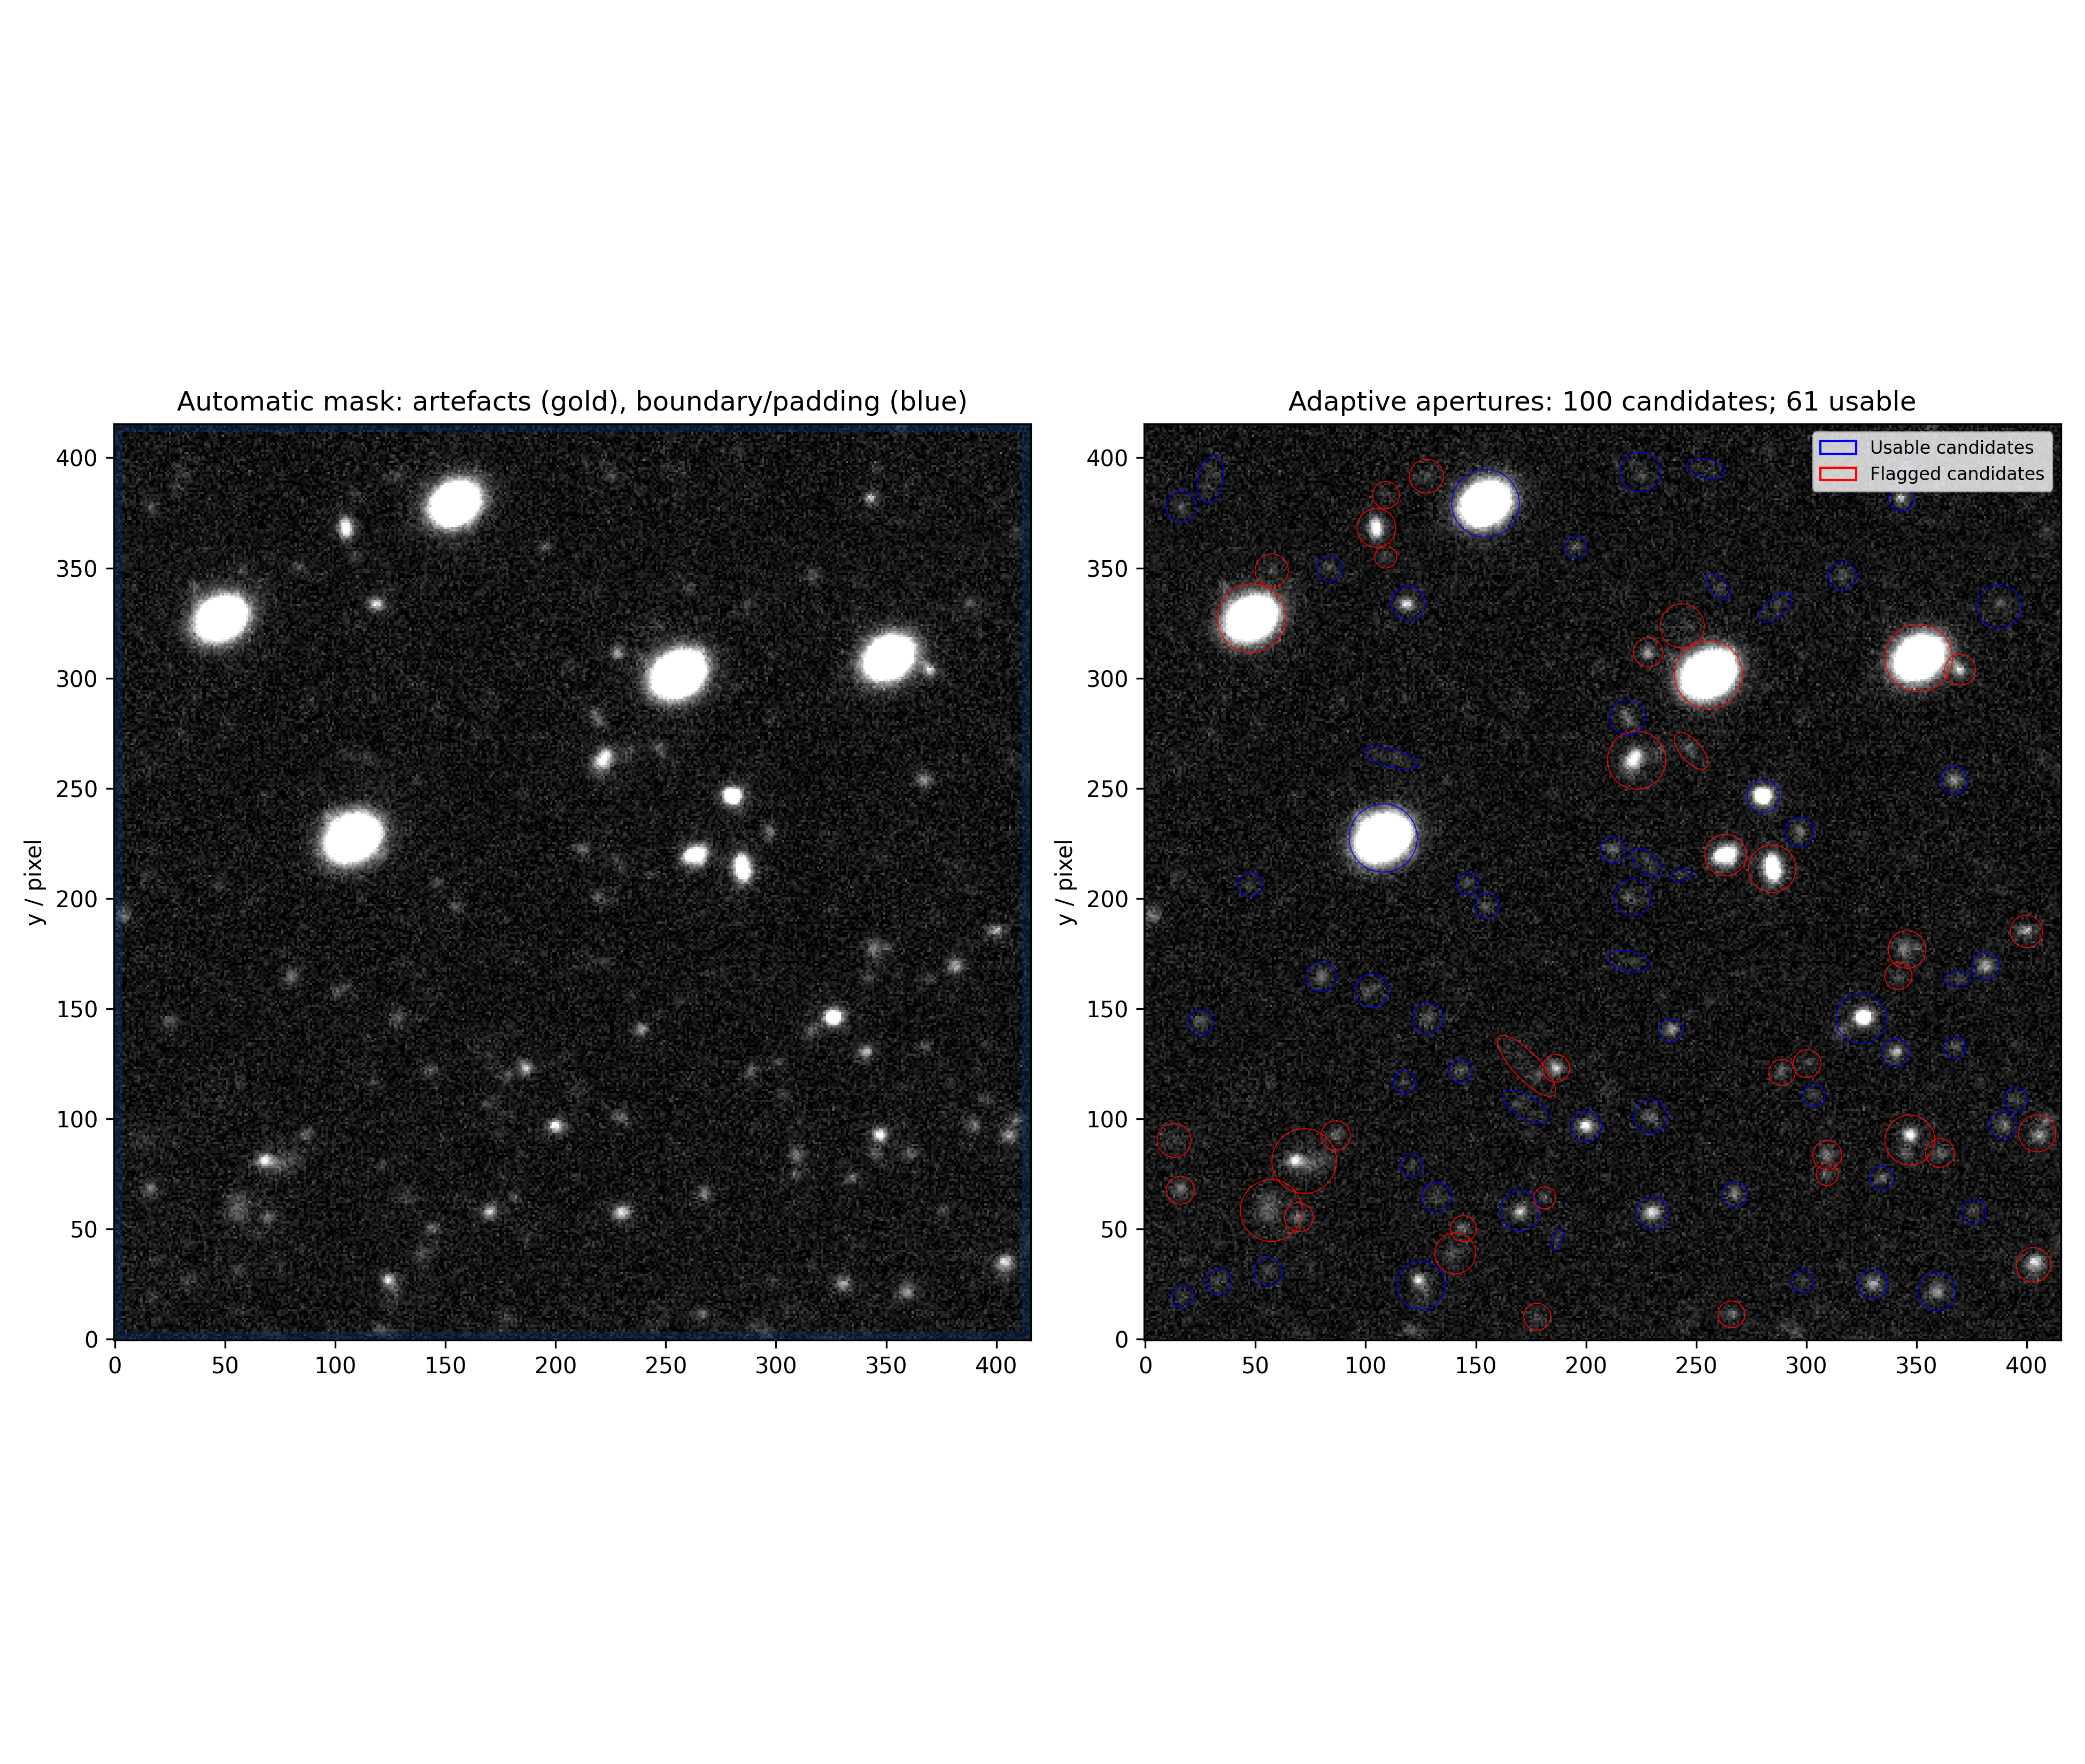 Automatic mask: artefacts (gold), boundary/padding (blue)
y / pixel
400
350
300
250
200
150
100
50
0
0 50 100 150 200 250 300 350 400
Adaptive apertures: 100 candidates; 61 usable
Usable candidates
Flagged candidates
y / pixel
400
350
300
250
200
150
100
50
0
0 50 100 150 200 250 300 350 400